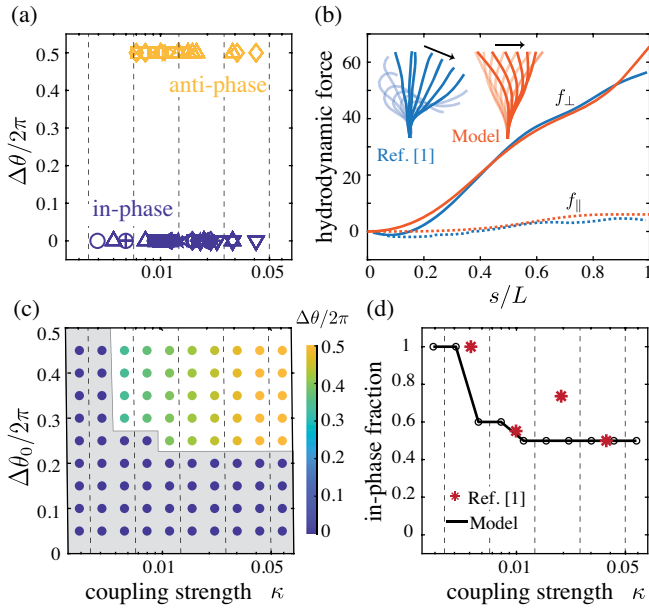 (a)
0.5
0.4
0.3
0.2
0.1
0
Δθ/2π
anti-phase
in-phase
0.01
0.05
(b)
60
40
20
0
hydrodynamic force
Ref. [1]
Model
f⊥
f∥
0
0.2
0.4
0.6
0.8
1
s/L
(c)
0.5
0.4
0.3
0.2
0.1
0
Δθ₀/2π
0.01
0.05
coupling strength κ
Δθ/2π
0.5
0.4
0.3
0.2
0.1
0
(d)
1
0.6
0.4
0.2
0
in-phase fraction
Ref. [1]
Model
0.01
0.05
coupling strength κ